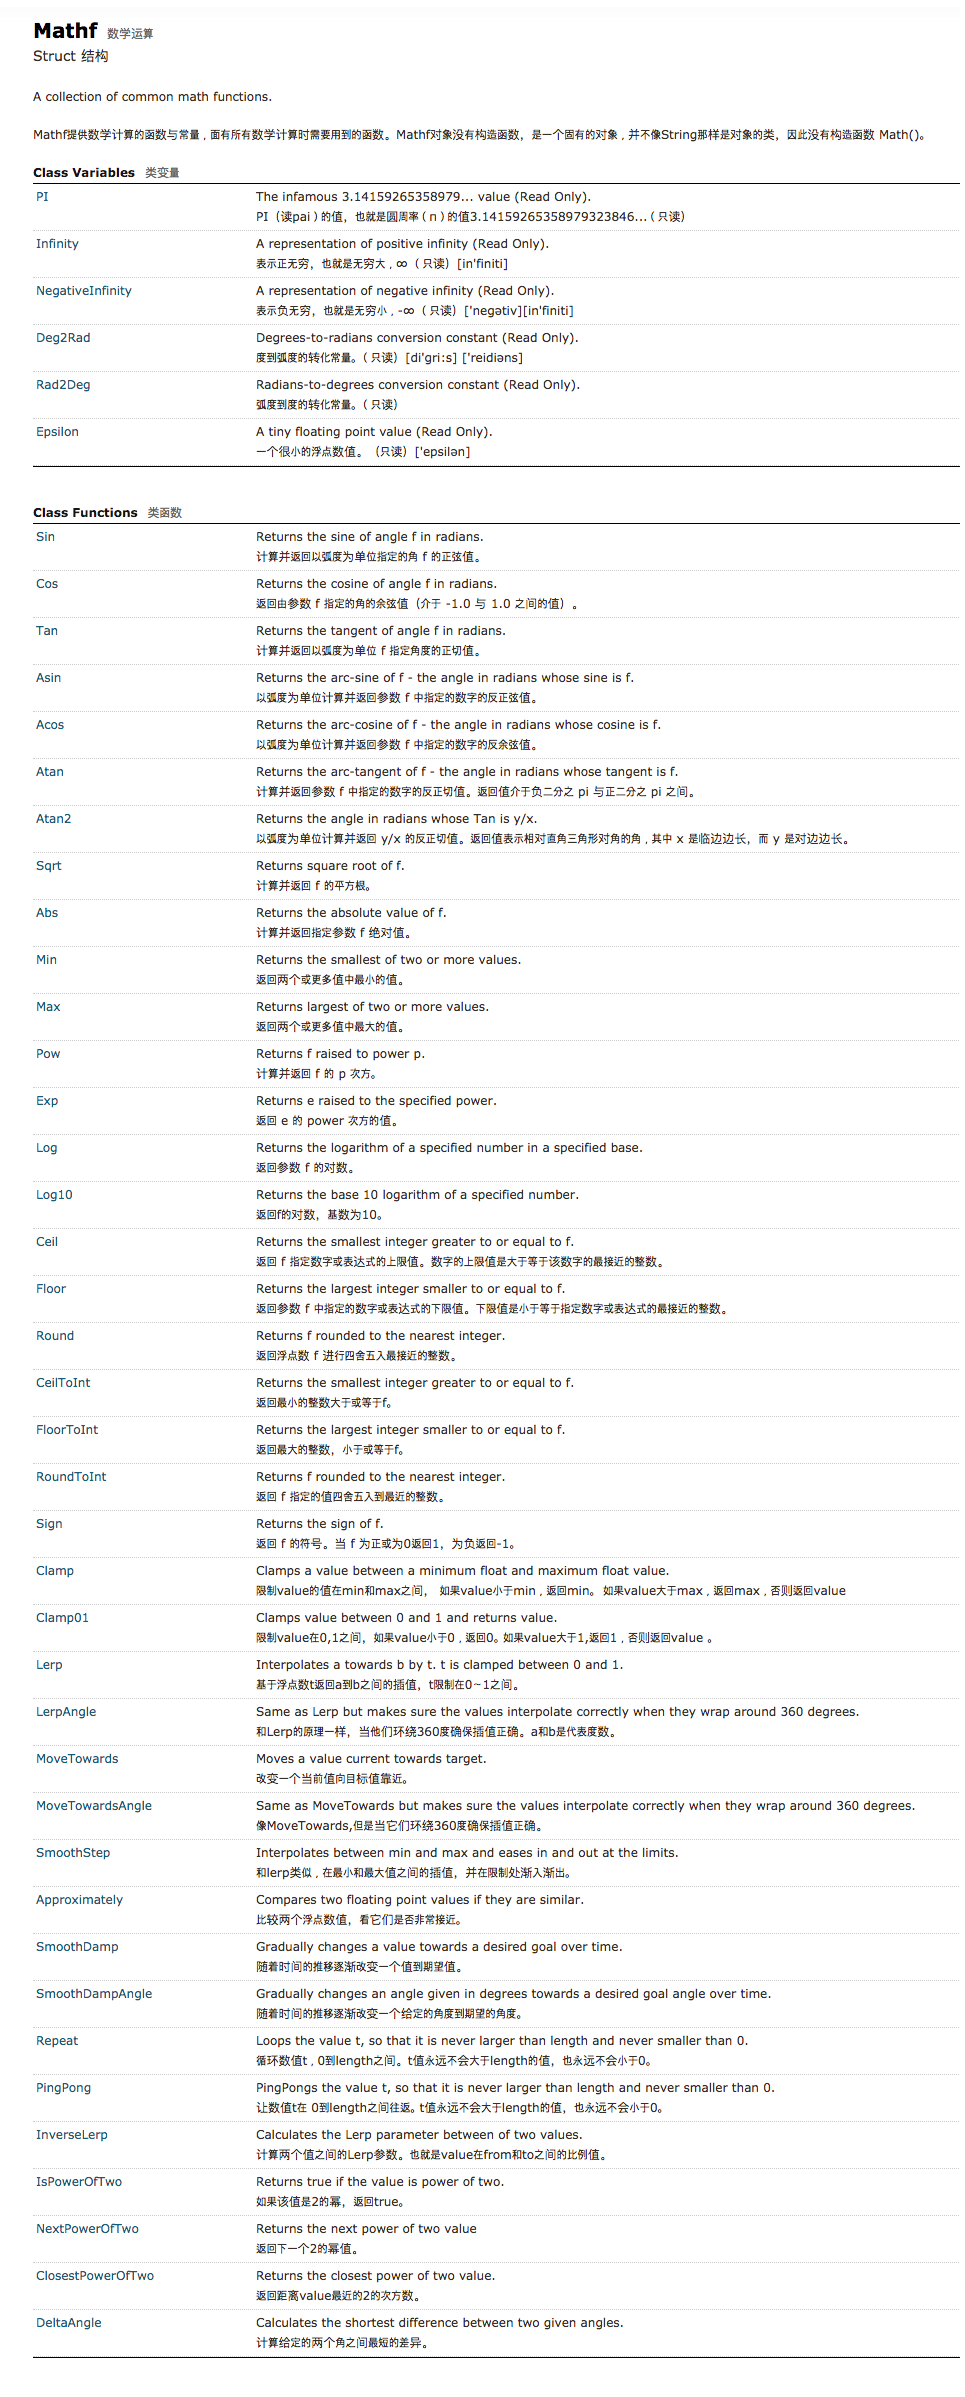 Mathf 数学运算
Struct 结构
A collection of common math functions.
Mathf提供数学计算的函数与常量，面有所有数学计算时需要用到的函数。Mathf对象没有构造函数，是一个固有的对象，并不像String那样是对象的类，因此没有构造函数 Math()。
Class Variables 类变量
PI The infamous 3.14159265358979... value (Read Only).
PI（读pai）的值，也就是圆周率（π）的值3.14159265358979323846...（只读）
Infinity A representation of positive infinity (Read Only).
表示正无穷，也就是无穷大，∞（只读）[in'finiti]
NegativeInfinity A representation of negative infinity (Read Only).
表示负无穷，也就是无穷小，-∞（只读）['negətiv][in'finiti]
Deg2Rad Degrees-to-radians conversion constant (Read Only).
度到弧度的转化常量。（只读）[di'gri:s] ['reidiəns]
Rad2Deg Radians-to-degrees conversion constant (Read Only).
弧度到度的转化常量。（只读）
Epsilon A tiny floating point value (Read Only).
一个很小的浮点数值。（只读）['epsilən]
Class Functions 类函数
Sin Returns the sine of angle f in radians.
计算并返回以弧度为单位指定的角 f 的正弦值。
Cos Returns the cosine of angle f in radians.
返回由参数 f 指定的角的余弦值（介于 -1.0 与 1.0 之间的值）。
Tan Returns the tangent of angle f in radians.
计算并返回以弧度为单位 f 指定角度的正切值。
Asin Returns the arc-sine of f - the angle in radians whose sine is f.
以弧度为单位计算并返回参数 f 中指定的数字的反正弦值。
Acos Returns the arc-cosine of f - the angle in radians whose cosine is f.
以弧度为单位计算并返回参数 f 中指定的数字的反余弦值。
Atan Returns the arc-tangent of f - the angle in radians whose tangent is f.
计算并返回参数 f 中指定的数字的反正切值。返回值介于负二分之 pi 与正二分之 pi 之间。
Atan2 Returns the angle in radians whose Tan is y/x.
以弧度为单位计算并返回 y/x 的反正切值。返回值表示相对直角三角形对角的角，其中 x 是临边边长，而 y 是对边边长。
Sqrt Returns square root of f.
计算并返回 f 的平方根。
Abs Returns the absolute value of f.
计算并返回指定参数 f 绝对值。
Min Returns the smallest of two or more values.
返回两个或更多值中最小的值。
Max Returns largest of two or more values.
返回两个或更多值中最大的值。
Pow Returns f raised to power p.
计算并返回 f 的 p 次方。
Exp Returns e raised to the specified power.
返回 e 的 power 次方的值。
Log Returns the logarithm of a specified number in a specified base.
返回参数 f 的对数。
Log10 Returns the base 10 logarithm of a specified number.
返回f的对数，基数为10。
Ceil Returns the smallest integer greater to or equal to f.
返回 f 指定数字或表达式的上限值。数字的上限值是大于等于该数字的最接近的整数。
Floor Returns the largest integer smaller to or equal to f.
返回参数 f 中指定的数字或表达式的下限值。下限值是小于等于指定数字或表达式的最接近的整数。
Round Returns f rounded to the nearest integer.
返回浮点数 f 进行四舍五入最接近的整数。
CeilToInt Returns the smallest integer greater to or equal to f.
返回最小的整数大于或等于f。
FloorToInt Returns the largest integer smaller to or equal to f.
返回最大的整数，小于或等于f。
RoundToInt Returns f rounded to the nearest integer.
返回 f 指定的值四舍五入到最近的整数。
Sign Returns the sign of f.
返回 f 的符号。当 f 为正或为0返回1，为负返回-1。
Clamp Clamps a value between a minimum float and maximum float value.
限制value的值在min和max之间， 如果value小于min，返回min。 如果value大于max，返回max，否则返回value
Clamp01 Clamps value between 0 and 1 and returns value.
限制value在0,1之间，如果value小于0，返回0。如果value大于1,返回1，否则返回value 。
Lerp Interpolates a towards b by t. t is clamped between 0 and 1.
基于浮点数t返回a到b之间的插值，t限制在0～1之间。
LerpAngle Same as Lerp but makes sure the values interpolate correctly when they wrap around 360 degrees.
和Lerp的原理一样，当他们环绕360度确保插值正确。a和b是代表度数。
MoveTowards Moves a value current towards target.
改变一个当前值向目标值靠近。
MoveTowardsAngle Same as MoveTowards but makes sure the values interpolate correctly when they wrap around 360 degrees.
像MoveTowards,但是当它们环绕360度确保插值正确。
SmoothStep Interpolates between min and max and eases in and out at the limits.
和lerp类似，在最小和最大值之间的插值，并在限制处渐入渐出。
Approximately Compares two floating point values if they are similar.
比较两个浮点数值，看它们是否非常接近。
SmoothDamp Gradually changes a value towards a desired goal over time.
随着时间的推移逐渐改变一个值到期望值。
SmoothDampAngle Gradually changes an angle given in degrees towards a desired goal angle over time.
随着时间的推移逐渐改变一个给定的角度到期望的角度。
Repeat Loops the value t, so that it is never larger than length and never smaller than 0.
循环数值t，0到length之间。t值永远不会大于length的值，也永远不会小于0。
PingPong PingPongs the value t, so that it is never larger than length and never smaller than 0.
让数值t在 0到length之间往返。t值永远不会大于length的值，也永远不会小于0。
InverseLerp Calculates the Lerp parameter between of two values.
计算两个值之间的Lerp参数。也就是value在from和to之间的比例值。
IsPowerOfTwo Returns true if the value is power of two.
如果该值是2的幂，返回true。
NextPowerOfTwo Returns the next power of two value
返回下一个2的幂值。
ClosestPowerOfTwo Returns the closest power of two value.
返回距离value最近的2的次方数。
DeltaAngle Calculates the shortest difference between two given angles.
计算给定的两个角之间最短的差异。